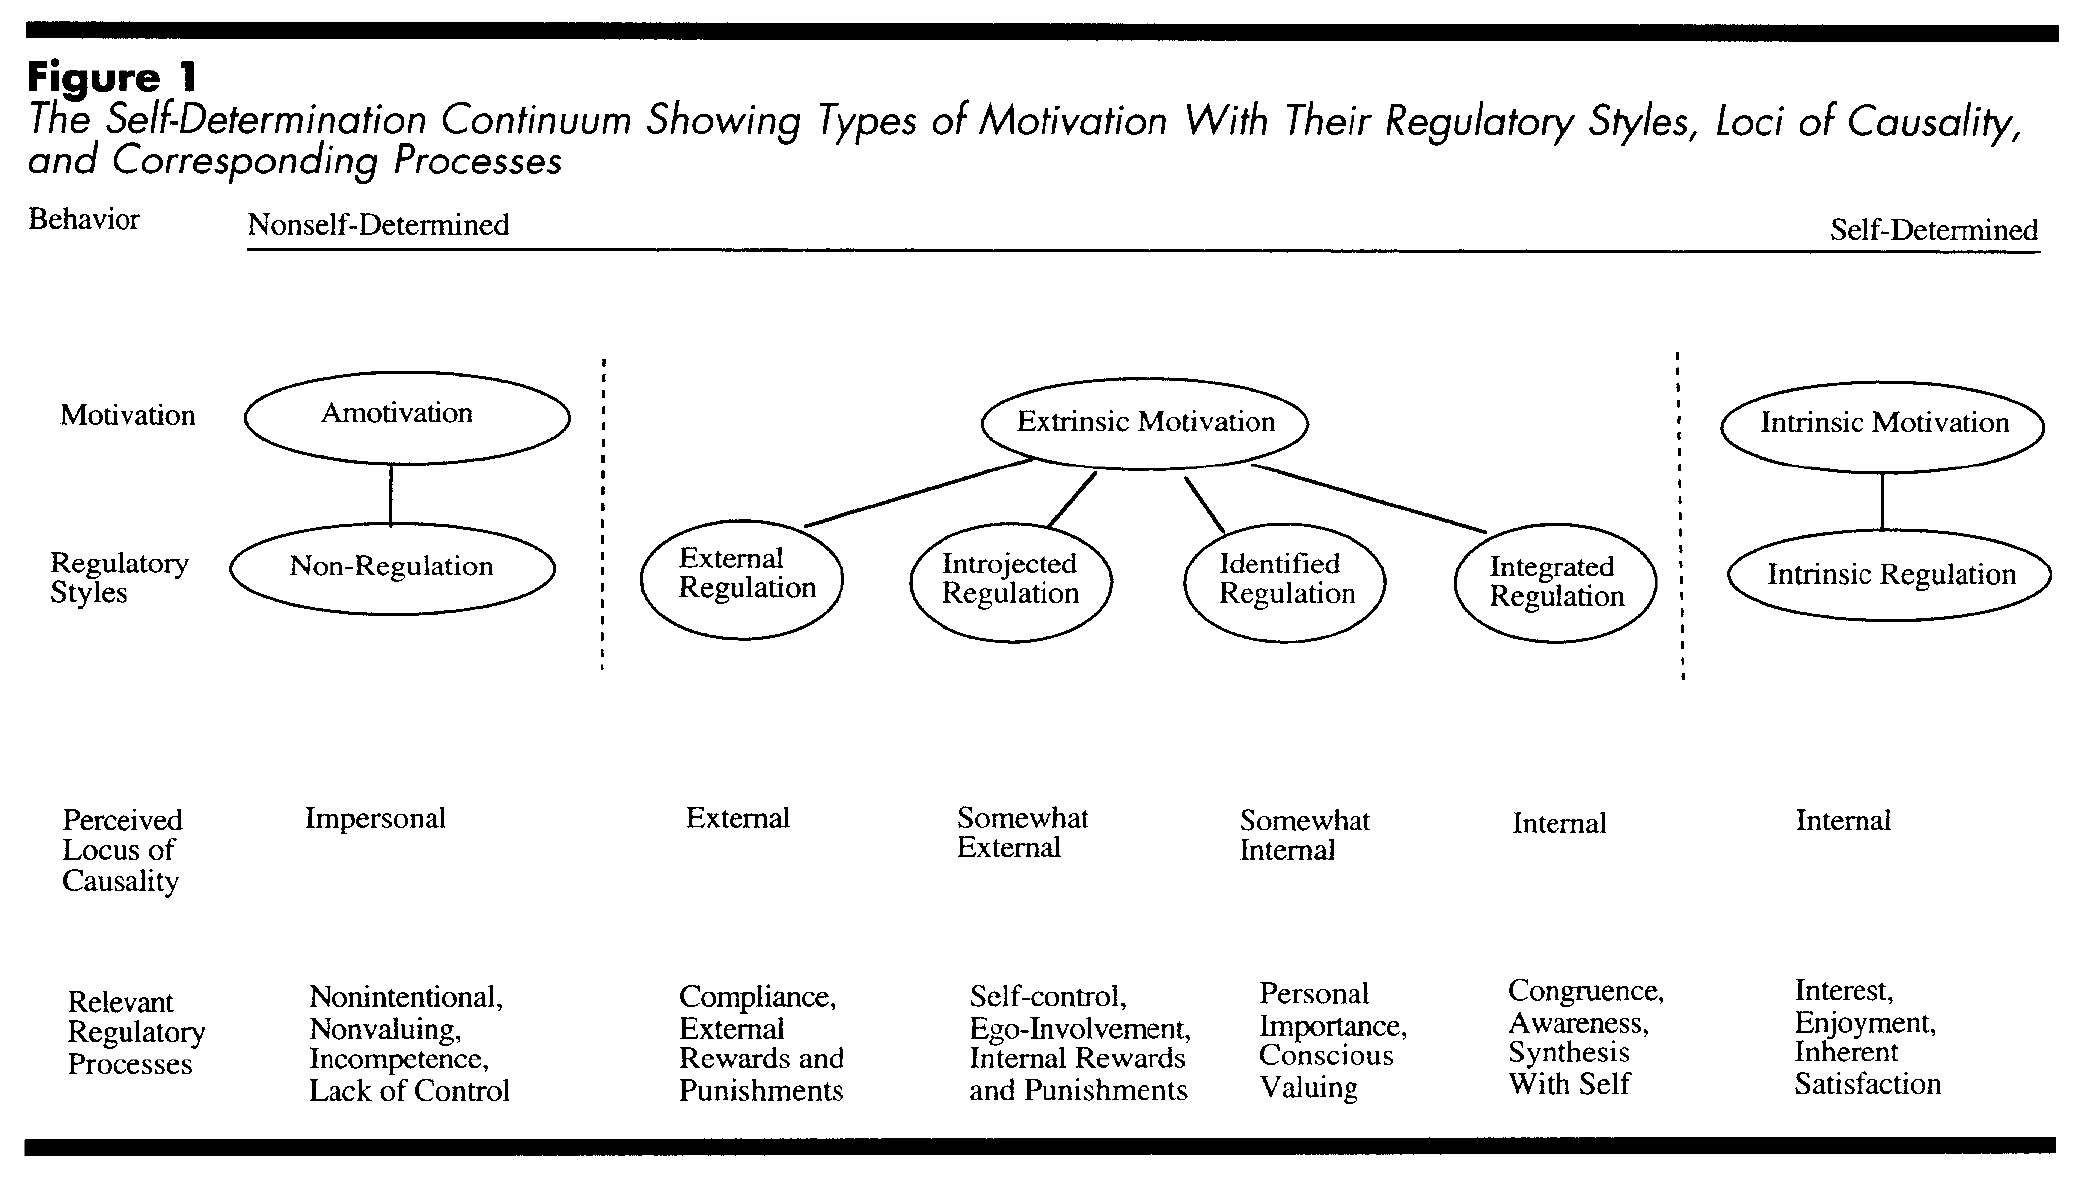 Figure 1
The Self-Determination Continuum Showing Types of Motivation With Their Regulatory Styles, Loci of Causality,
and Corresponding Processes
Behavior
Nonself-Determined
Self-Determined
Motivation
Amotivation
Extrinsic Motivation
Intrinsic Motivation
Regulatory
Styles
Non-Regulation
External
Regulation
Introjected
Regulation
Identified
Regulation
Integrated
Regulation
Intrinsic Regulation
Perceived
Locus of
Causality
Impersonal
External
Somewhat
External
Somewhat
Internal
Internal
Internal
Relevant
Regulatory
Processes
Nonintentional,
Nonvaluing,
Incompetence,
Lack of Control
Compliance,
External
Rewards and
Punishments
Self-control,
Ego-Involvement,
Internal Rewards
and Punishments
Personal
Importance,
Conscious
Valuing
Congruence,
Awareness,
Synthesis
With Self
Interest,
Enjoyment,
Inherent
Satisfaction